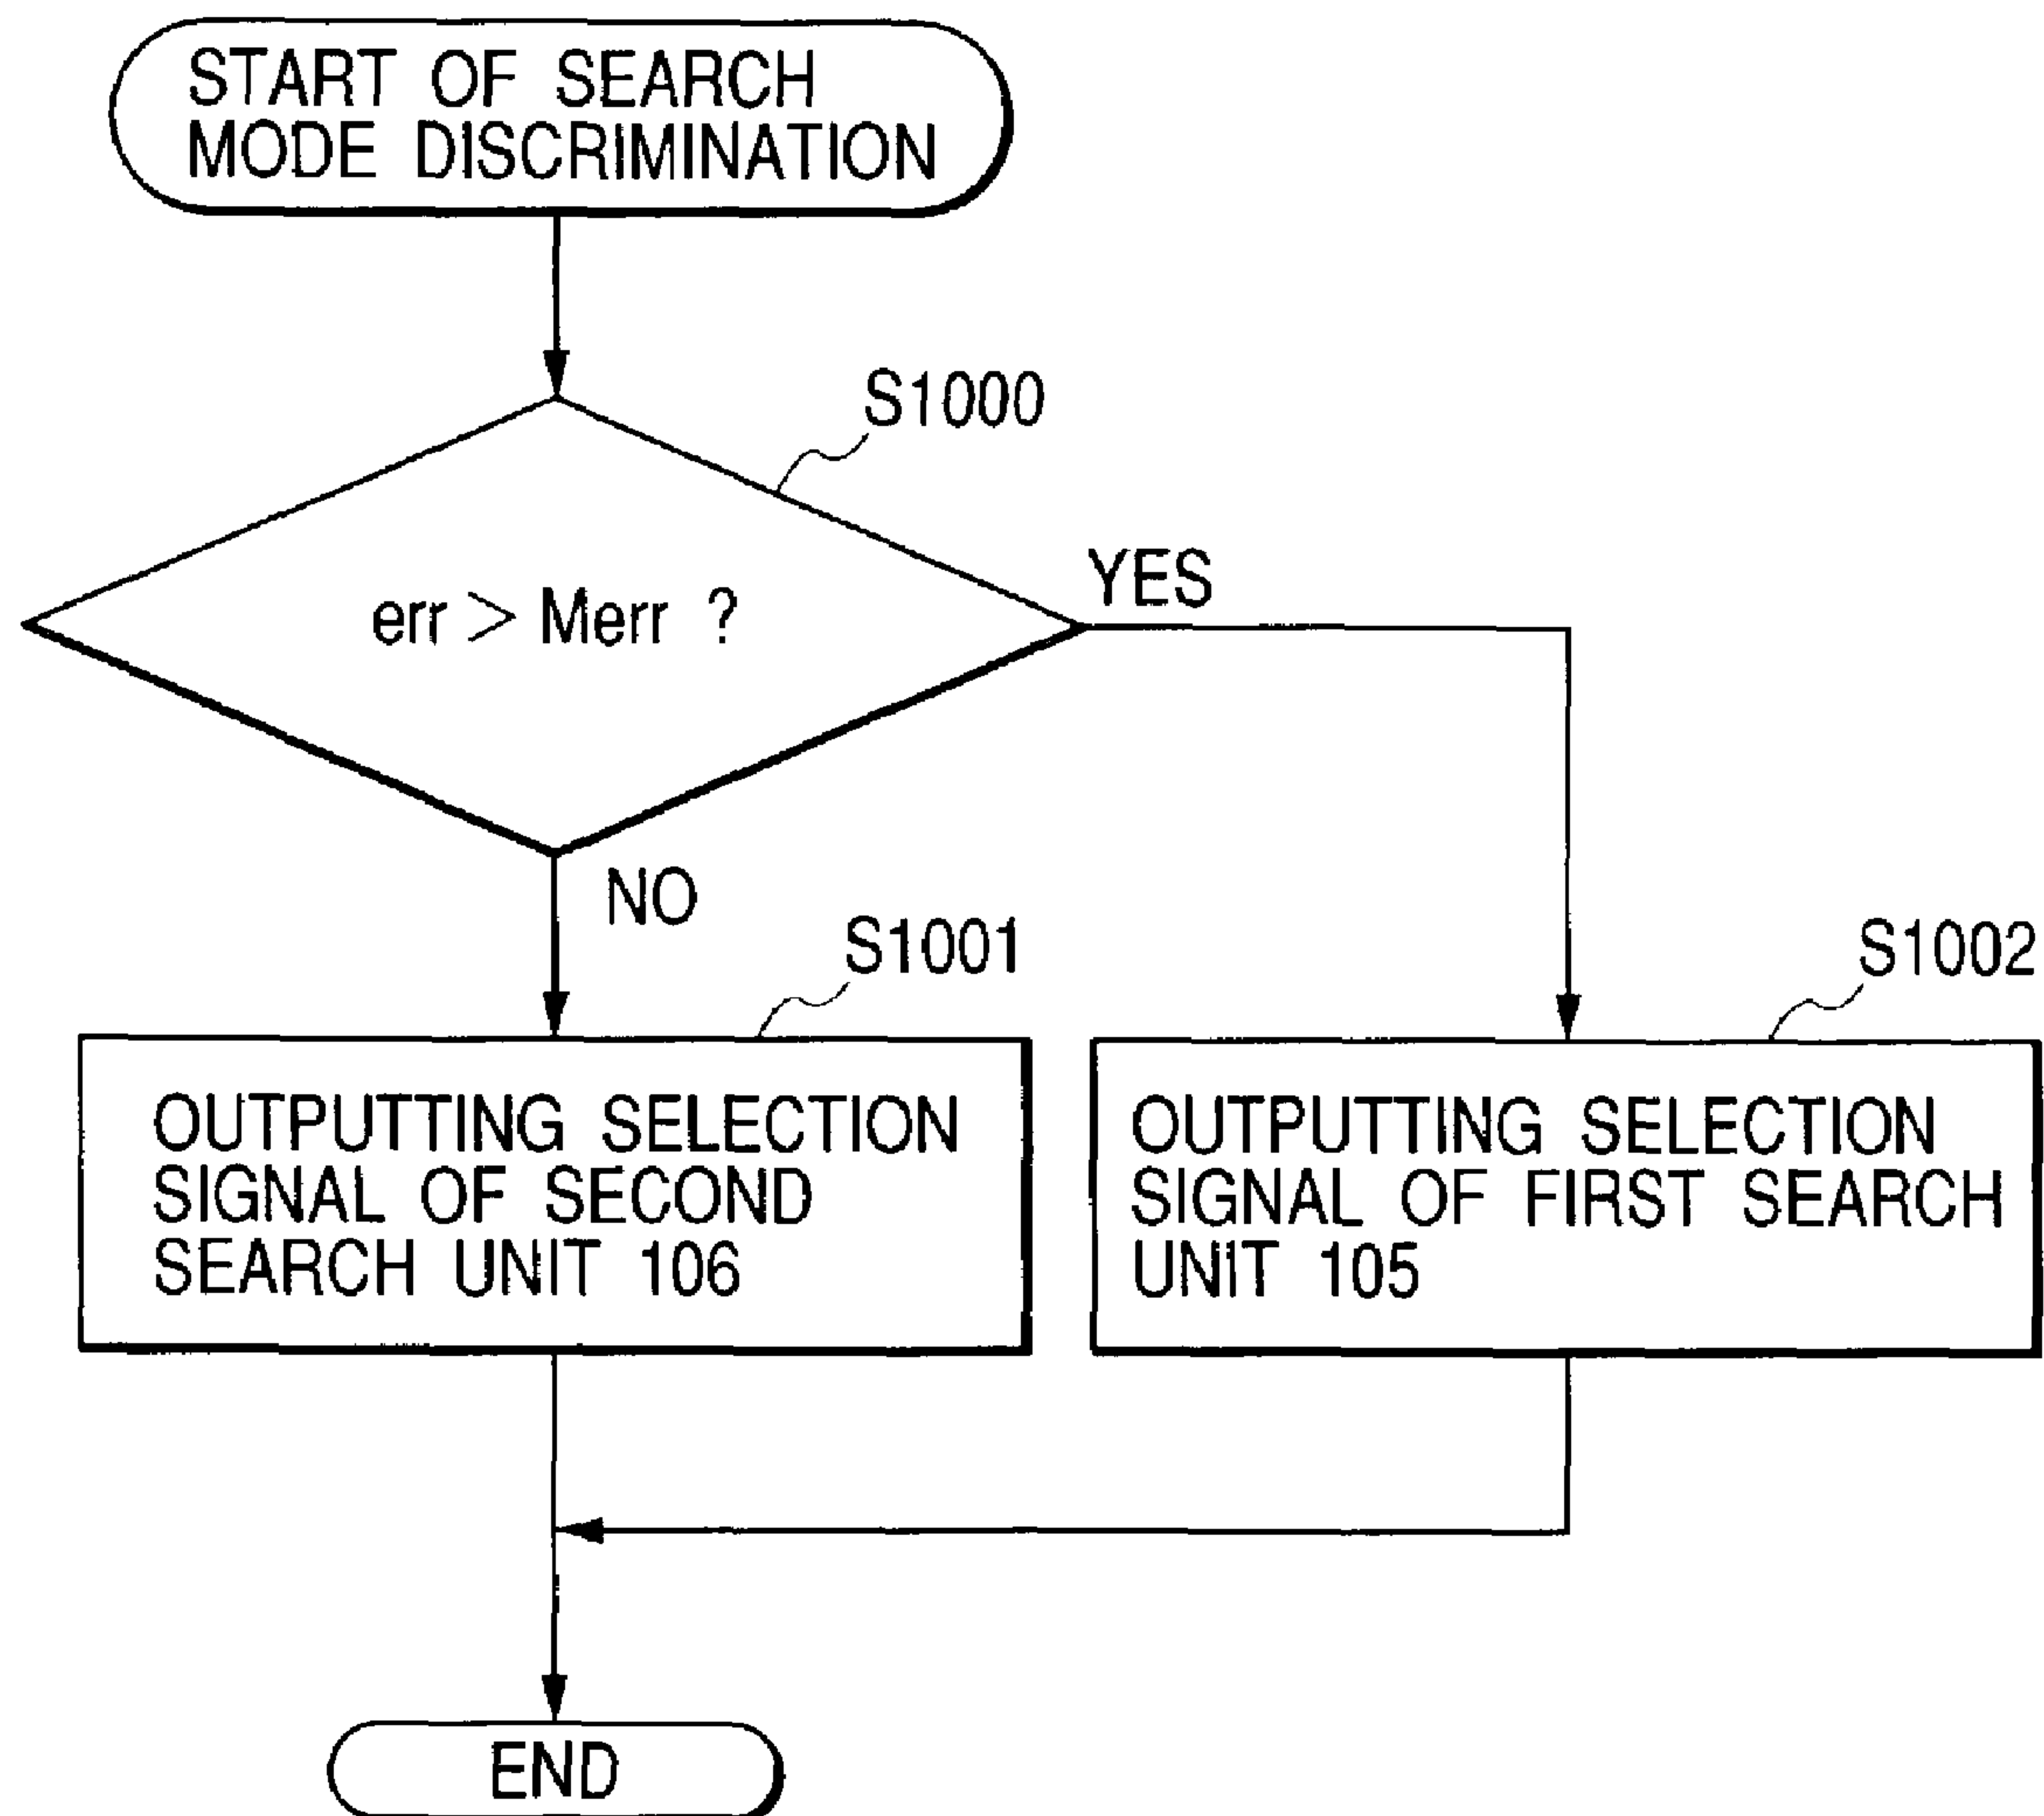 START OF SEARCH
MODE DISCRIMINATION
S1000
err > Merr ?
YES
NO
S1001
S1002
OUTPUTTING SELECTION
SIGNAL OF SECOND
SEARCH UNIT 106
OUTPUTTING SELECTION
SIGNAL OF FIRST SEARCH
UNIT 105
END